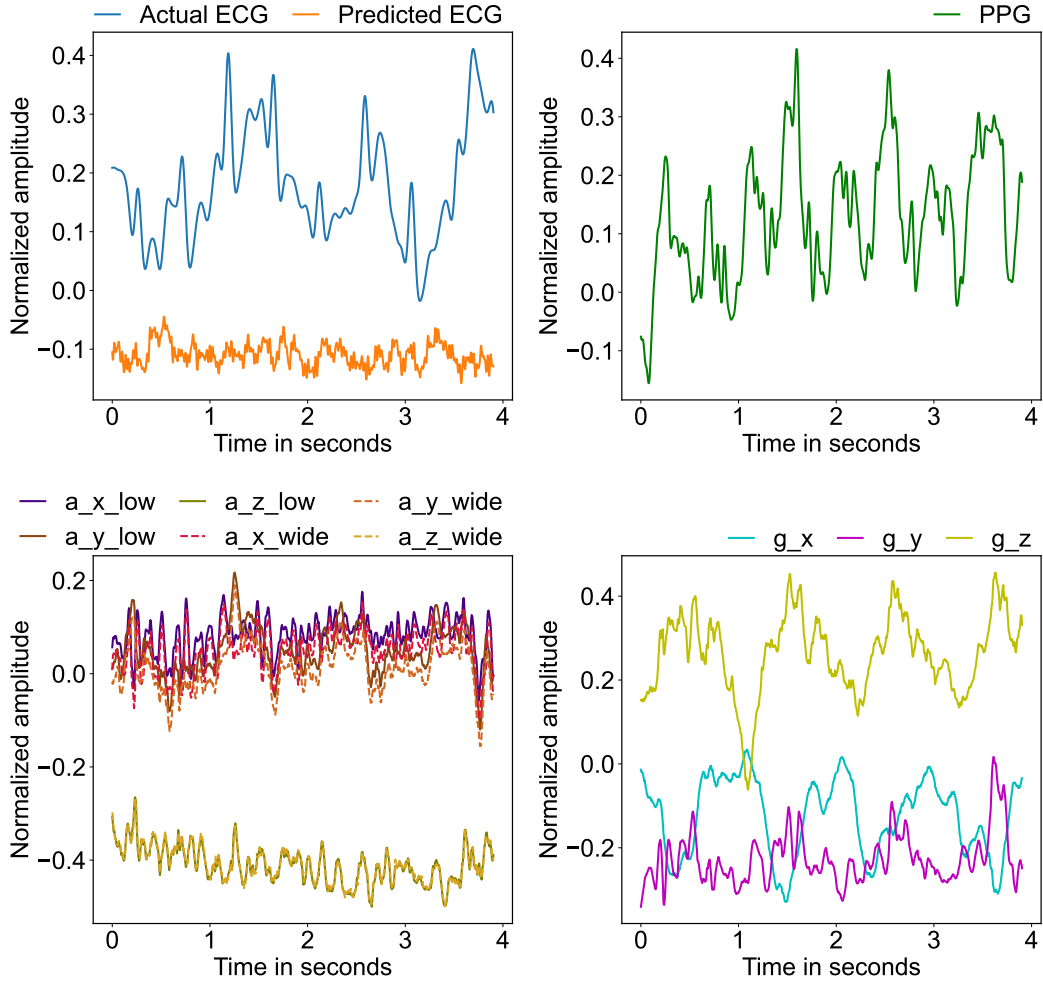 Actual ECG Predicted ECG
Normalized amplitude
0.4
0.3
0.2
0.1
0.0
−0.1
0 1 2 3 4
Time in seconds
PPG
Normalized amplitude
0.4
0.3
0.2
0.1
0.0
−0.1
0 1 2 3 4
Time in seconds
a_x_low a_z_low a_y_wide
a_y_low a_x_wide a_z_wide
Normalized amplitude
0.2
0.0
−0.2
−0.4
0 1 2 3 4
Time in seconds
g_x g_y g_z
Normalized amplitude
0.4
0.2
0.0
−0.2
0 1 2 3 4
Time in seconds